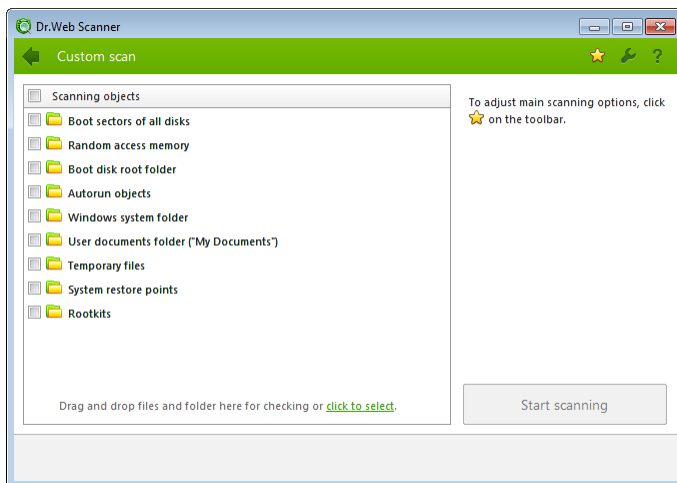 Dr.Web Scanner
Custom scan
?
Scanning objects
Boot sectors of all disks
Random access memory
Boot disk root folder
Autorun objects
Windows system folder
User documents folder ("My Documents")
Temporary files
System restore points
Rootkits
Drag and drop files and folder here for checking or click to select.
To adjust main scanning options, click
on the toolbar.
Start scanning